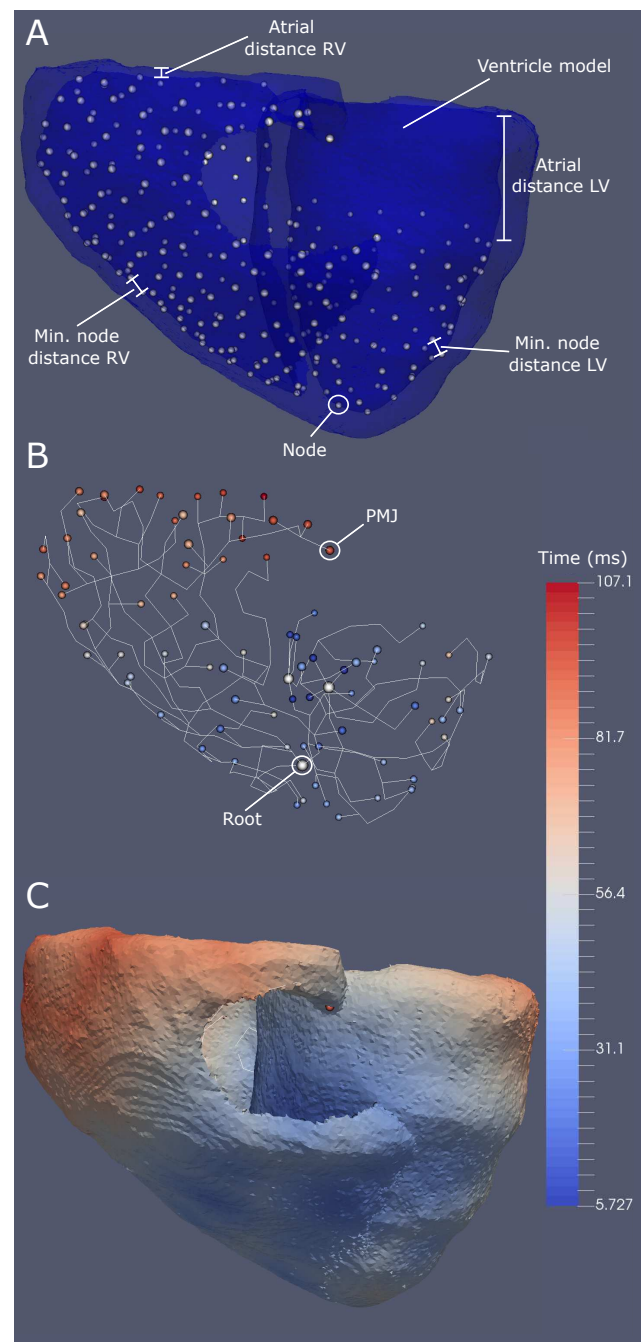 A
Atrial
distance RV
Ventricle model
Atrial
distance LV
Min. node
distance RV
Min. node
distance LV
Node
B
PMJ
Time (ms)
107.1
81.7
Root
56.4
C
31.1
5.727